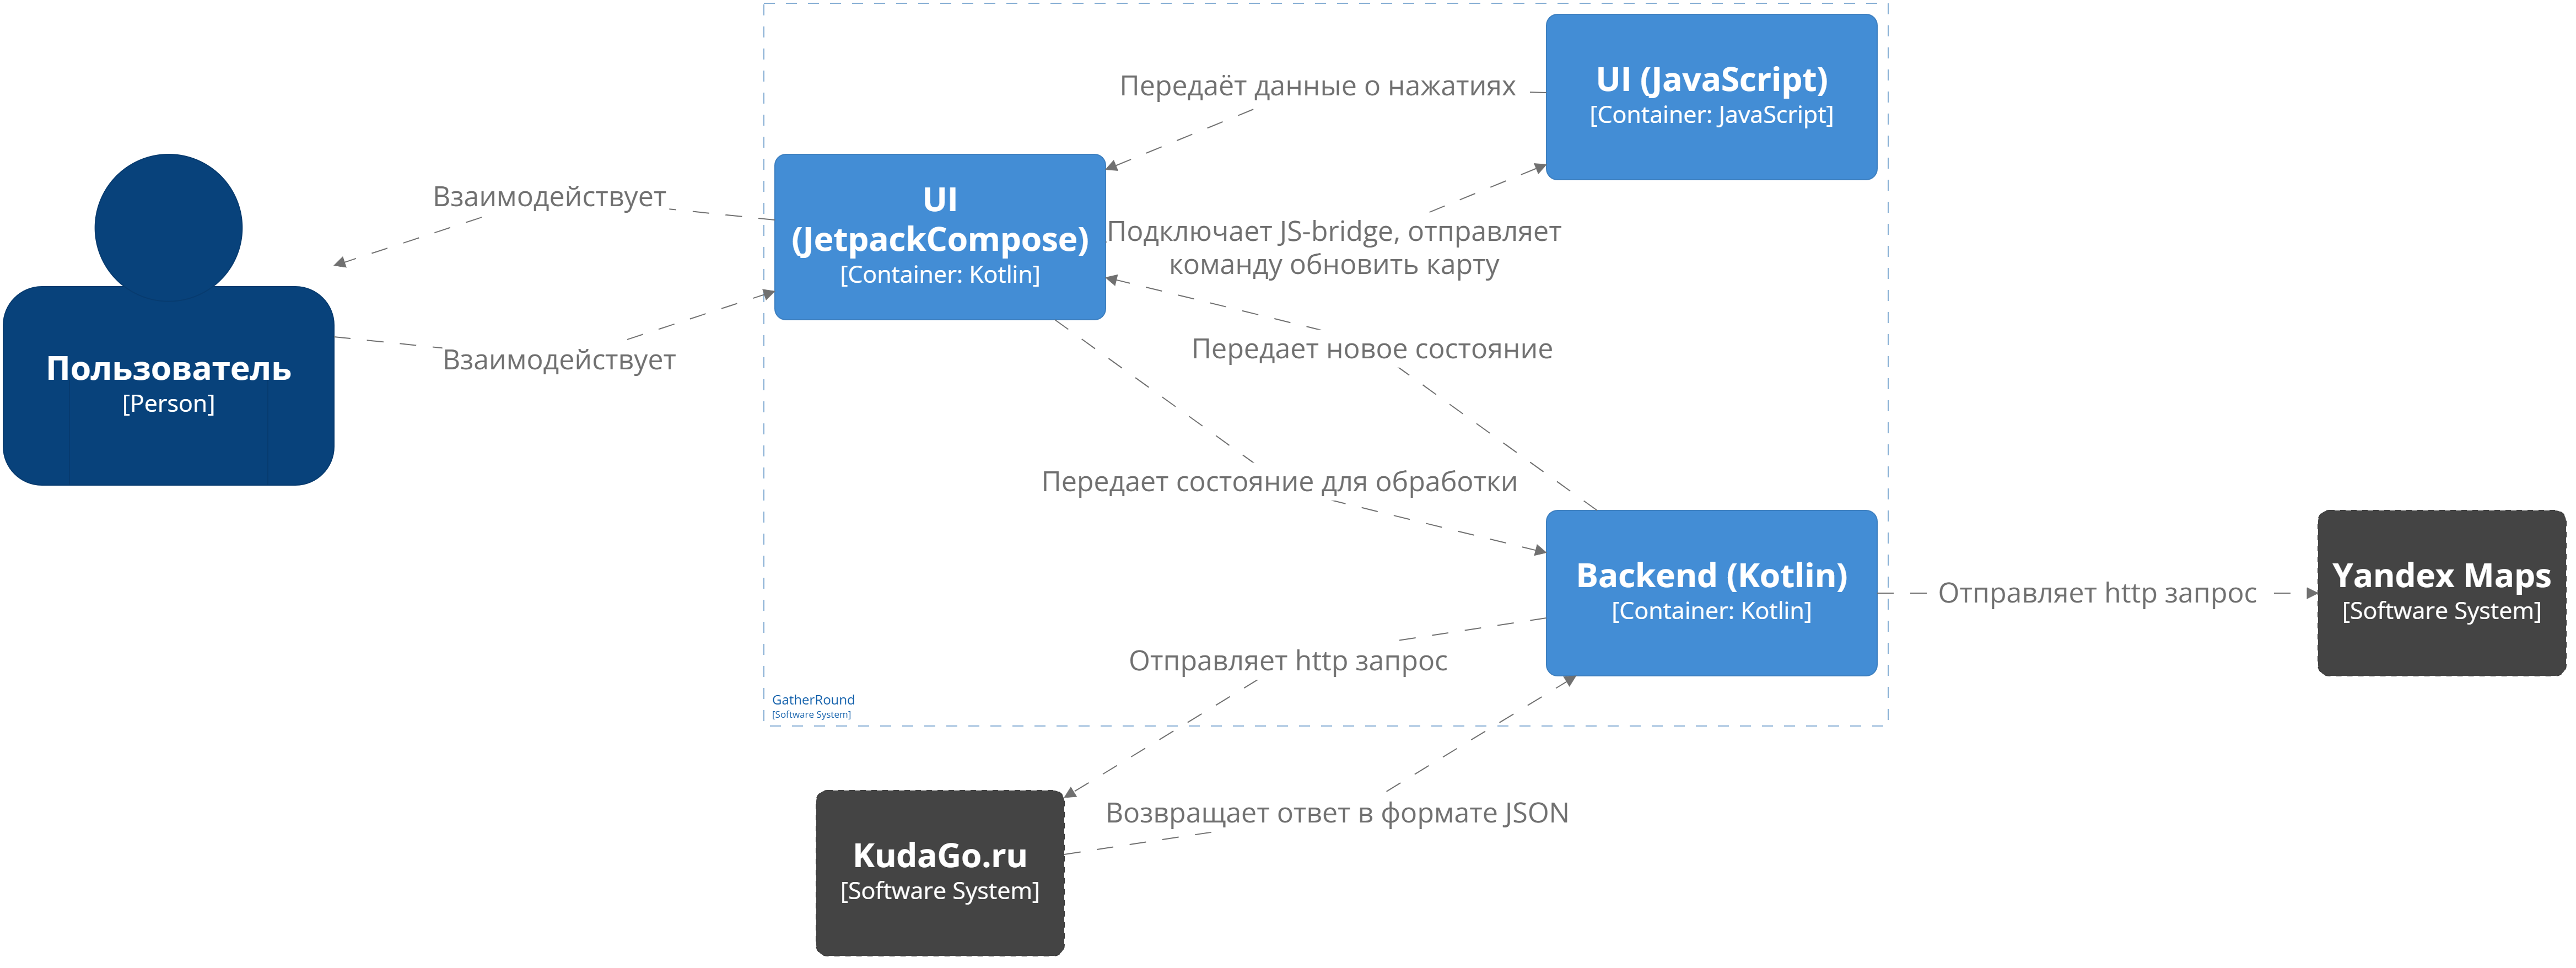 UI (JavaScript)
[Container: JavaScript]
Передаёт данные о нажатиях
UI
(JetpackCompose)
[Container: Kotlin]
Взаимодействует
Подключает JS-bridge, отправляет
команду обновить карту
Взаимодействует
Передает новое состояние
Пользователь
[Person]
Передает состояние для обработки
Backend (Kotlin)
[Container: Kotlin]
Отправляет http запрос
Yandex Maps
[Software System]
Отправляет http запрос
GatherRound
[Software System]
Возвращает ответ в формате JSON
KudaGo.ru
[Software System]